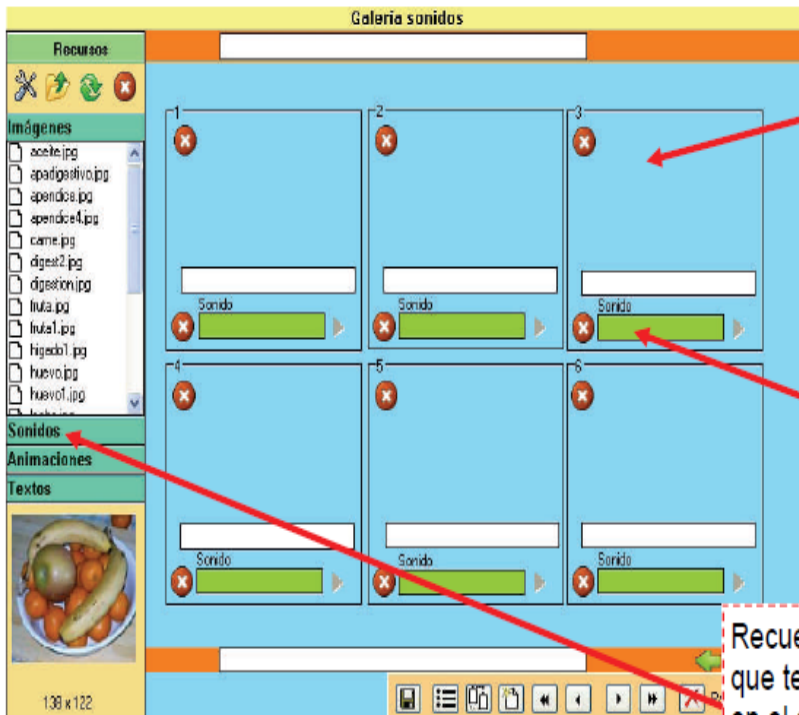 Galería sonidos
Recursos
Imágenes
aceite.jpg
apadigestivo.jpg
apendice.jpg
apendice4.jpg
carne.jpg
digest2.jpg
digestion.jpg
fruta.jpg
fruta1.jpg
higado1.jpg
huevo.jpg
huevo1.jpg
Sonidos
Animaciones
Textos
138 x 122
1
2
3
Sonido
Sonido
Sonido
4
5
6
Sonido
Sonido
Sonido
que te